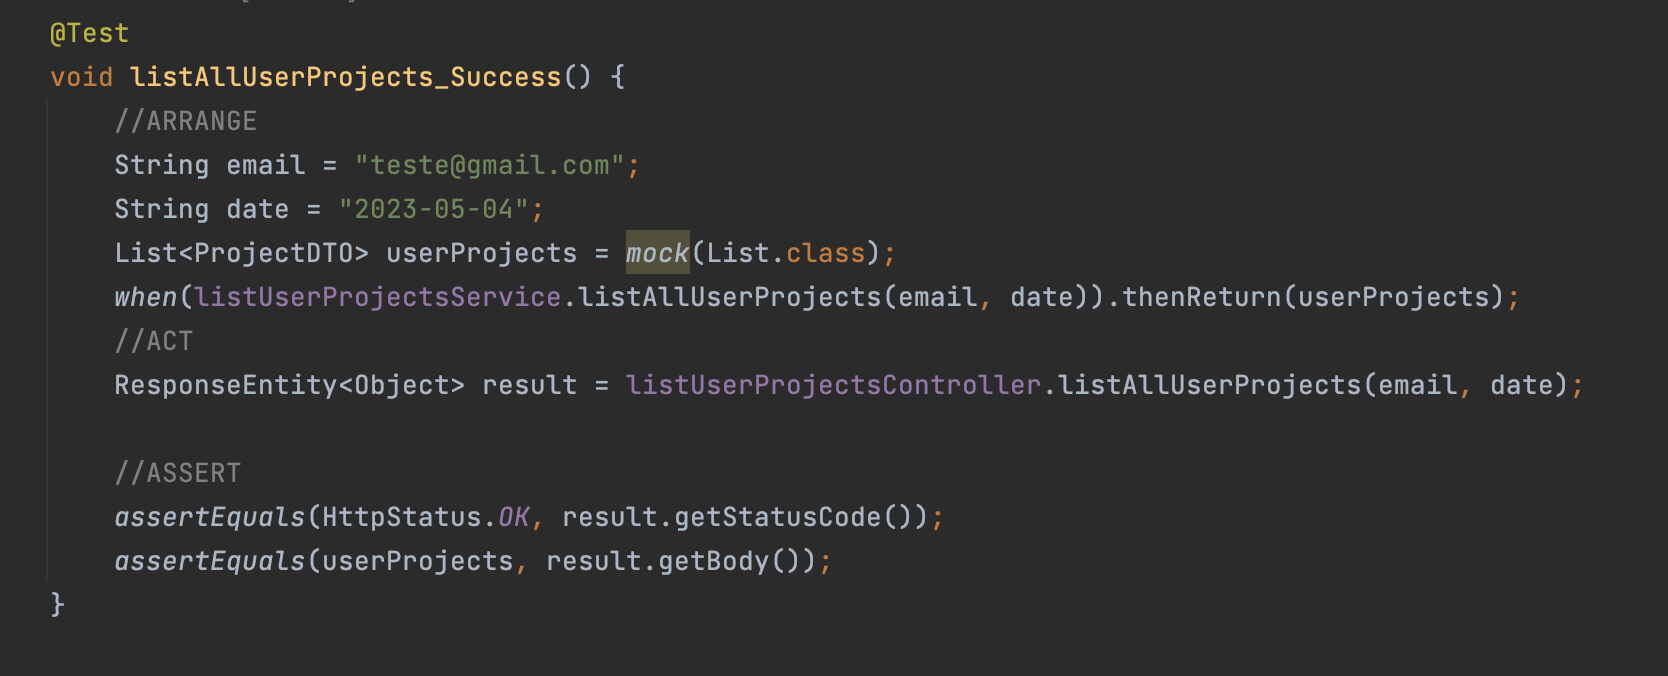 @Test
void listAllUserProjects_Success() {
//ARRANGE
String email = "teste@gmail.com";
String date = "2023-05-04";
List<ProjectDTO> userProjects = mock(List.class);
when(listUserProjectsService.listAllUserProjects(email, date)).thenReturn(userProjects);
//ACT
ResponseEntity<Object> result = listUserProjectsController.listAllUserProjects(email, date);
//ASSERT
assertEquals(HttpStatus.OK, result.getStatusCode());
assertEquals(userProjects, result.getBody());
}